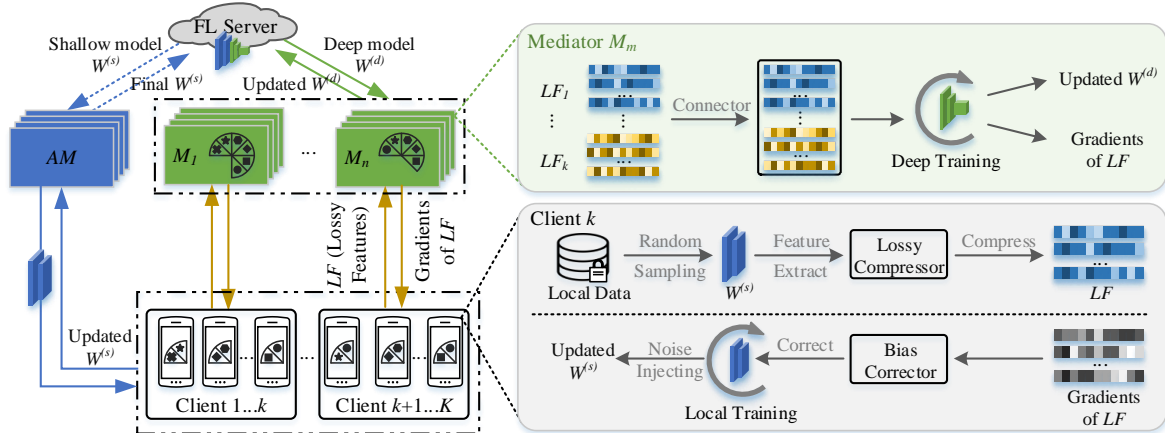 FL Server
Shallow model
W(s)
Final W(s)
Deep model
W(d)
Updated W(d)
AM
M1
...
Mn
LF (Lossy
Features)
Gradients
of LF
Updated
W(s)
... ... ... ...
Client 1...k
Client k+1...K
Mediator Mm
LF1
⋮
LFk
...
...
Connector
...
⋮
...
Deep Training
Updated W(d)
Gradients
of LF
Client k
Local Data
Random
Sampling
W(s)
Feature
Extract
Lossy
Compressor
Compress
...
LF
Updated
W(s)
Noise
Injecting
Local Training
Correct
Bias
Corrector
...
Gradients
of LF